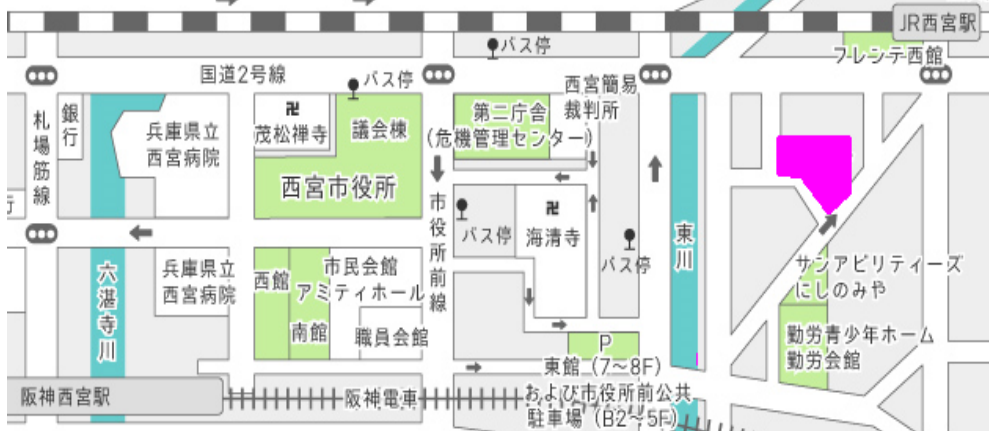 JR西宮駅
バス停
フレンテ西館
国道2号線
バス停
西宮簡易
裁判所
札場筋線
銀行
兵庫県立
西宮病院
茂松禅寺
議会棟
第二庁舎
(危機管理センター)
西宮市役所
行
市役所前線
バス停
海清寺
バス停
東川
六湛寺川
兵庫県立
西宮病院
西館
市民会館
アミティホール
南館
職員会館
サンアビリティーズ
にしのみや
勤労青少年ホーム
勤労会館
P
東館(7〜8F)
および市役所前公共
駐車場(B2〜5F)
阪神西宮駅
阪神電車